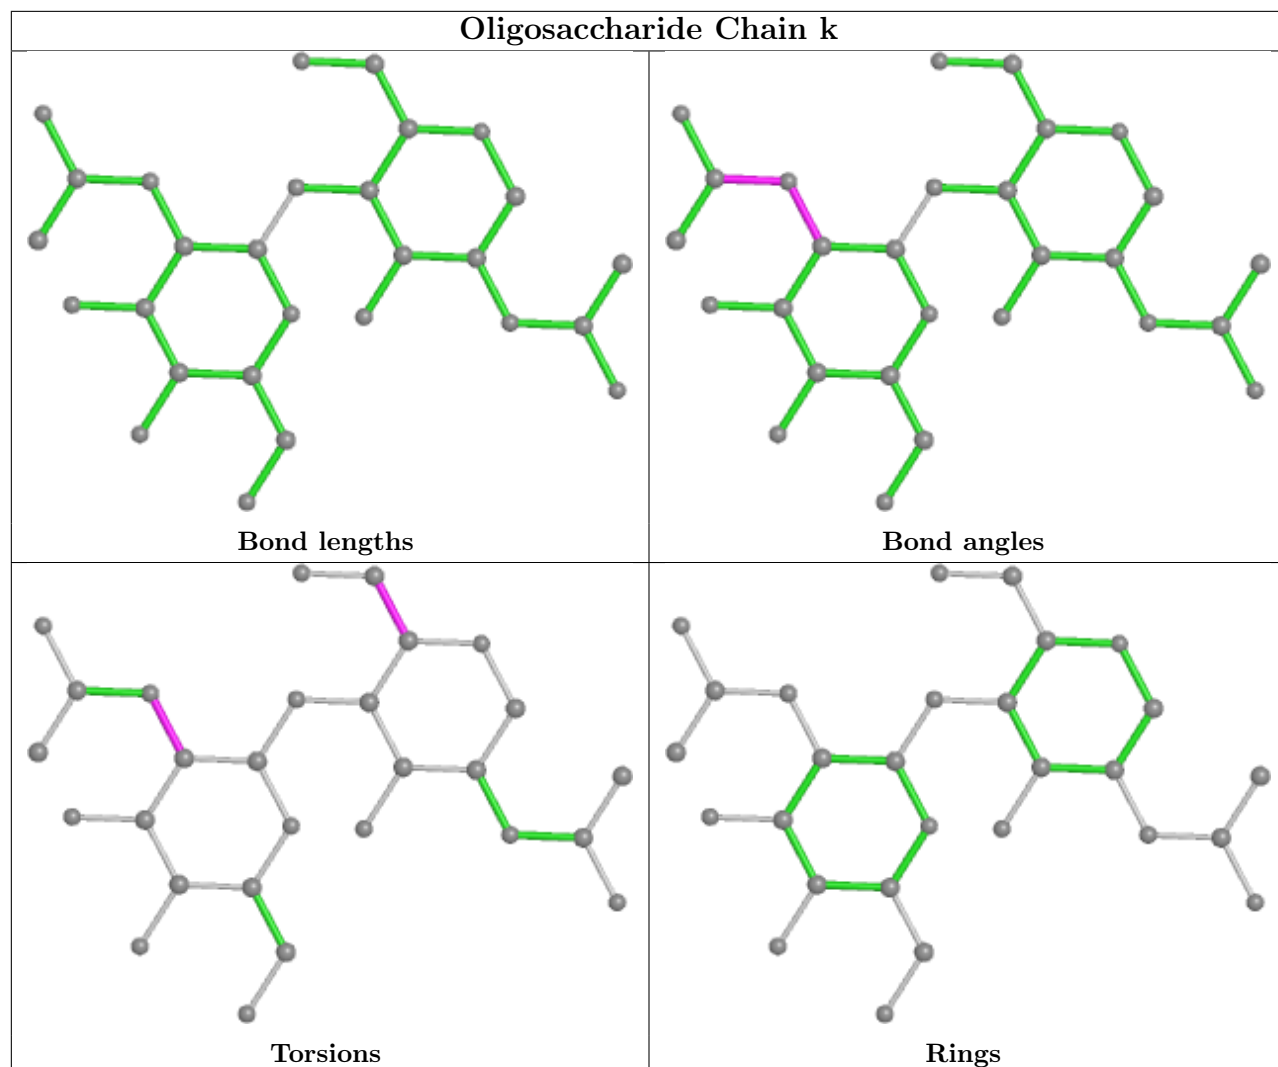 Oligosaccharide Chain k
Bond lengths
Bond angles
Torsions
Rings